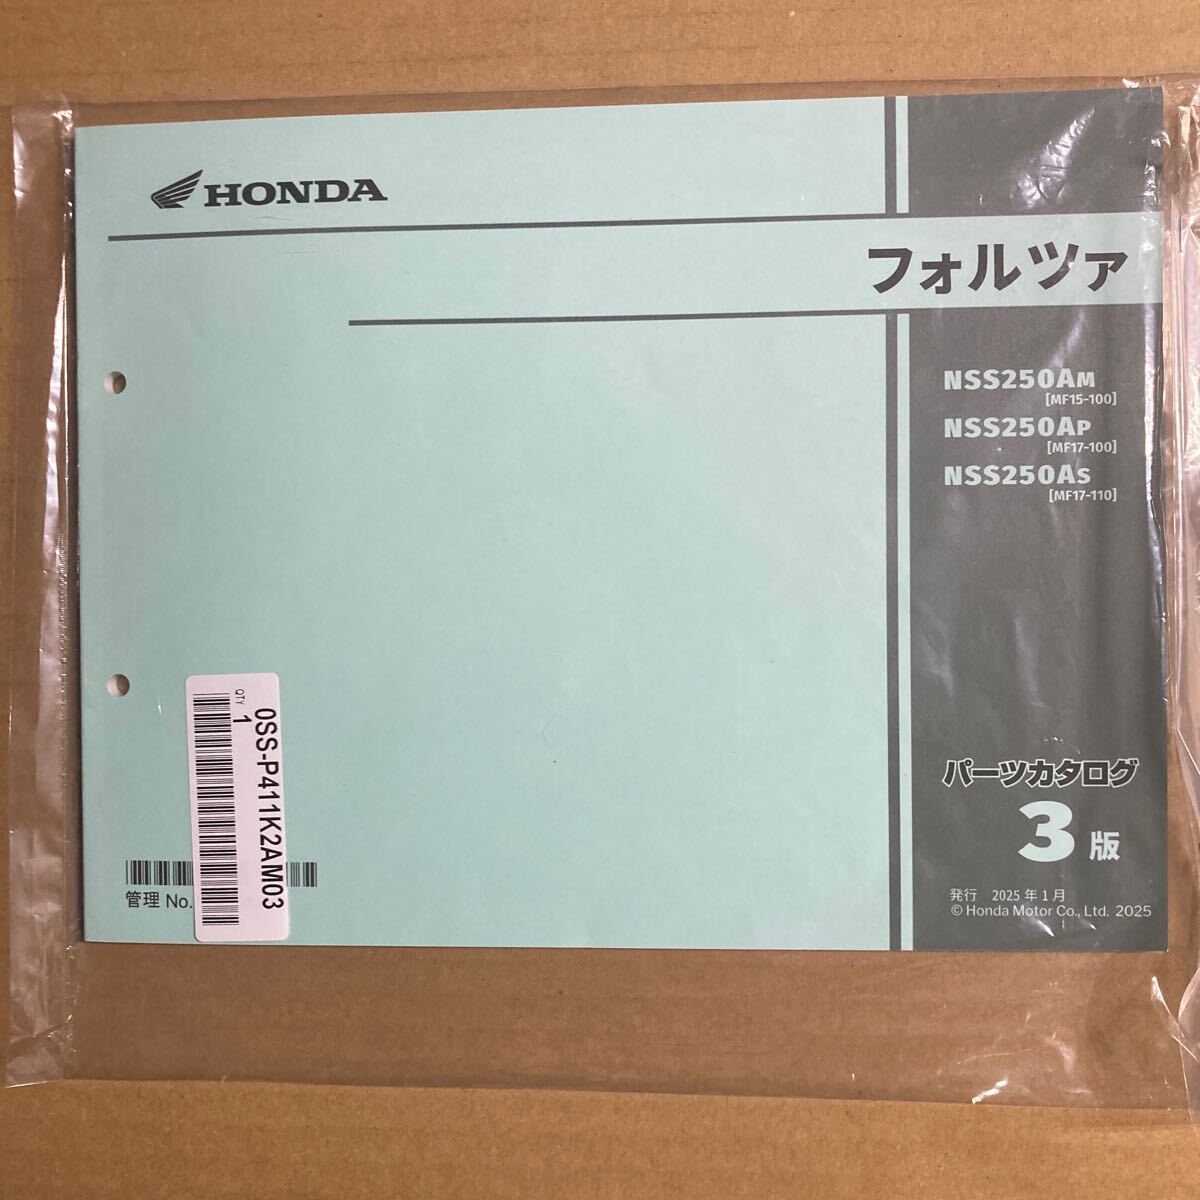 HONDA
フォルツァ
NSS250AM
[MF15-100]
NSS250AP
[MF17-100]
NSS250AS
[MF17-110]
パーツカタログ
3版
発行 2025年1月
© Honda Motor Co., Ltd. 2025
0SS-P411K2AM03
QTY
1
管理 No.